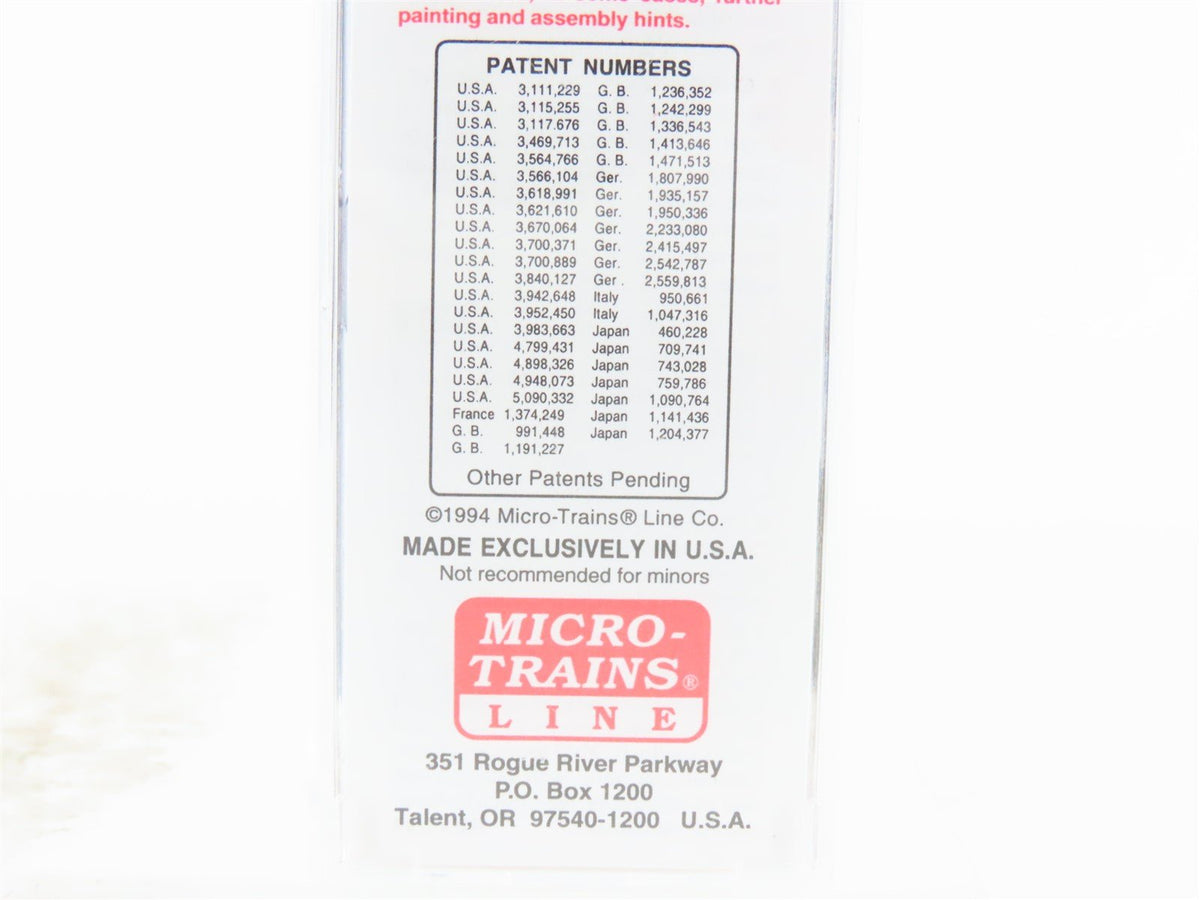 further
painting and assembly hints.
PATENT NUMBERS
U.S.A. 3,111,229 G. B. 1,236,352
U.S.A. 3,115,255 G. B. 1,242,299
U.S.A. 3,117.676 G. B. 1,336,543
U.S.A. 3,469,713 G. B. 1,413,646
U.S.A. 3,564,766 G. B. 1,471,513
U.S.A. 3,566,104 Ger. 1,807,990
U.S.A. 3,618,991 Ger. 1,935,157
U.S.A. 3,621,610 Ger. 1,950,336
U.S.A. 3,670,064 Ger. 2,233,080
U.S.A. 3,700,371 Ger. 2,415,497
U.S.A. 3,700,889 Ger. 2,542,787
U.S.A. 3,840,127 Ger . 2,559,813
U.S.A. 3,942,648 Italy 950,661
U.S.A. 3,952,450 Italy 1,047,316
U.S.A. 3,983,663 Japan 460,228
U.S.A. 4,799,431 Japan 709,741
U.S.A. 4,898,326 Japan 743,028
U.S.A. 4,948,073 Japan 759,786
U.S.A. 5,090,332 Japan 1,090,764
France 1,374,249 Japan 1,141,436
G. B. 991,448 Japan 1,204,377
G. B. 1,191,227
Other Patents Pending
©1994 Micro-Trains® Line Co.
MADE EXCLUSIVELY IN U.S.A.
Not recommended for minors
MICRO-
TRAINS®
LINE
351 Rogue River Parkway
P.O. Box 1200
Talent, OR 97540-1200 U.S.A.